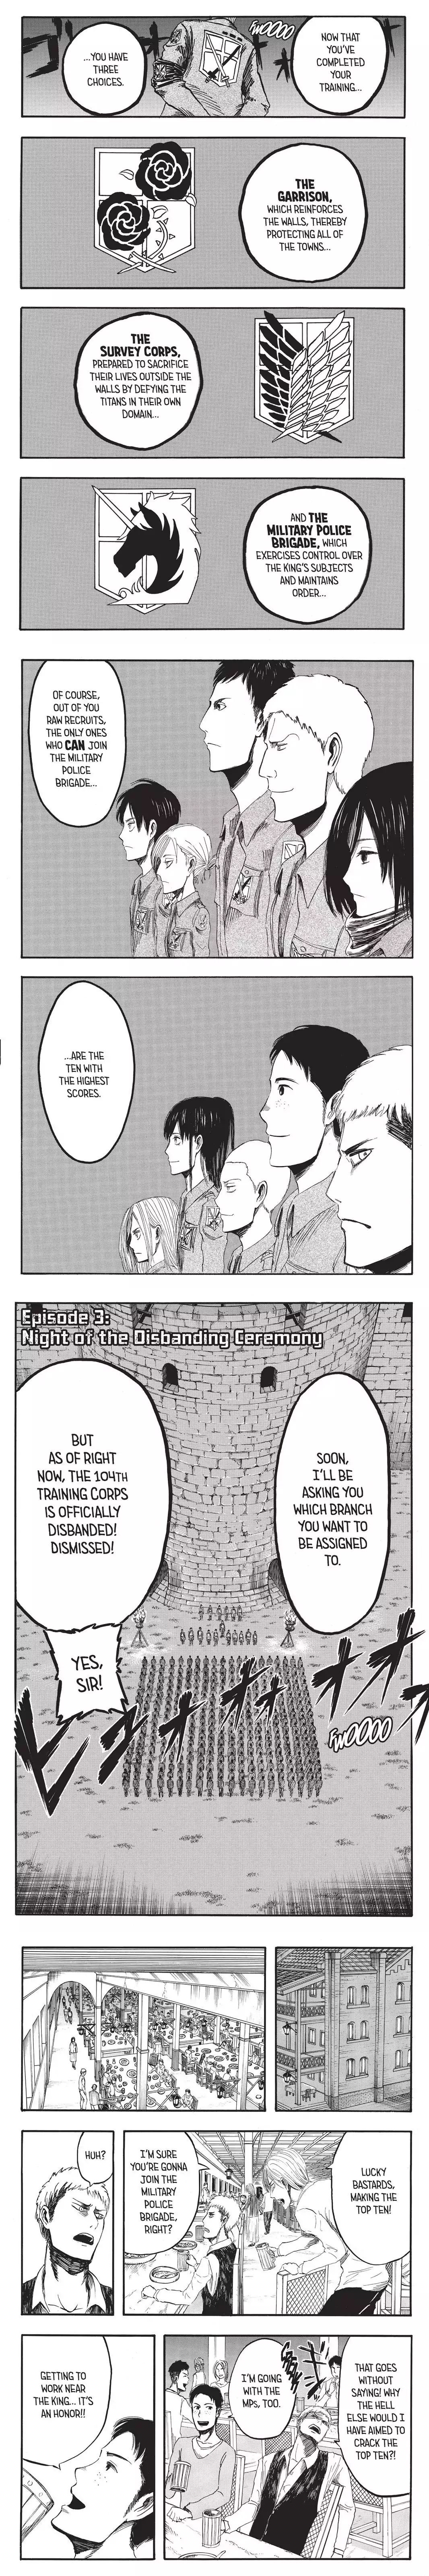 NOW THAT
YOU'VE
COMPLETED
YOUR
TRAINING...
FWOOOO
...YOU HAVE
THREE
CHOICES.
THE
GARRISON,
WHICH REINFORCES
THE WALLS, THEREBY
PROTECTING ALL OF
THE TOWNS...
THE
SURVEY CORPS,
PREPARED TO SACRIFICE
THEIR LIVES OUTSIDE THE
WALLS BY DEFYING THE
TITANS IN THEIR OWN
DOMAIN...
AND THE
MILITARY POLICE
BRIGADE, WHICH
EXERCISES CONTROL OVER
THE KING'S SUBJECTS
AND MAINTAINS
ORDER...
OF COURSE,
OUT OF YOU
RAW RECRUITS,
THE ONLY ONES
WHO CAN JOIN
THE MILITARY
POLICE
BRIGADE...
...ARE THE
TEN WITH
THE HIGHEST
SCORES.
Episode 3:
Night of the Disbanding Ceremony
SOON,
I'LL BE
ASKING YOU
WHICH BRANCH
YOU WANT TO
BE ASSIGNED
TO.
BUT
AS OF RIGHT
NOW, THE 104TH
TRAINING CORPS
IS OFFICIALLY
DISBANDED!
DISMISSED!
YES,
SIR!
FWOOOO
LUCKY
BASTARDS,
MAKING THE
TOP TEN!
I'M SURE
YOU'RE GONNA
JOIN THE
MILITARY
POLICE
BRIGADE,
RIGHT?
HUH?
THAT GOES
WITHOUT
SAYING! WHY
THE HELL
ELSE WOULD I
HAVE AIMED TO
CRACK THE
TOP TEN?!
I'M GOING
WITH THE
MPs, TOO.
GETTING TO
WORK NEAR
THE KING... IT'S
AN HONOR!!